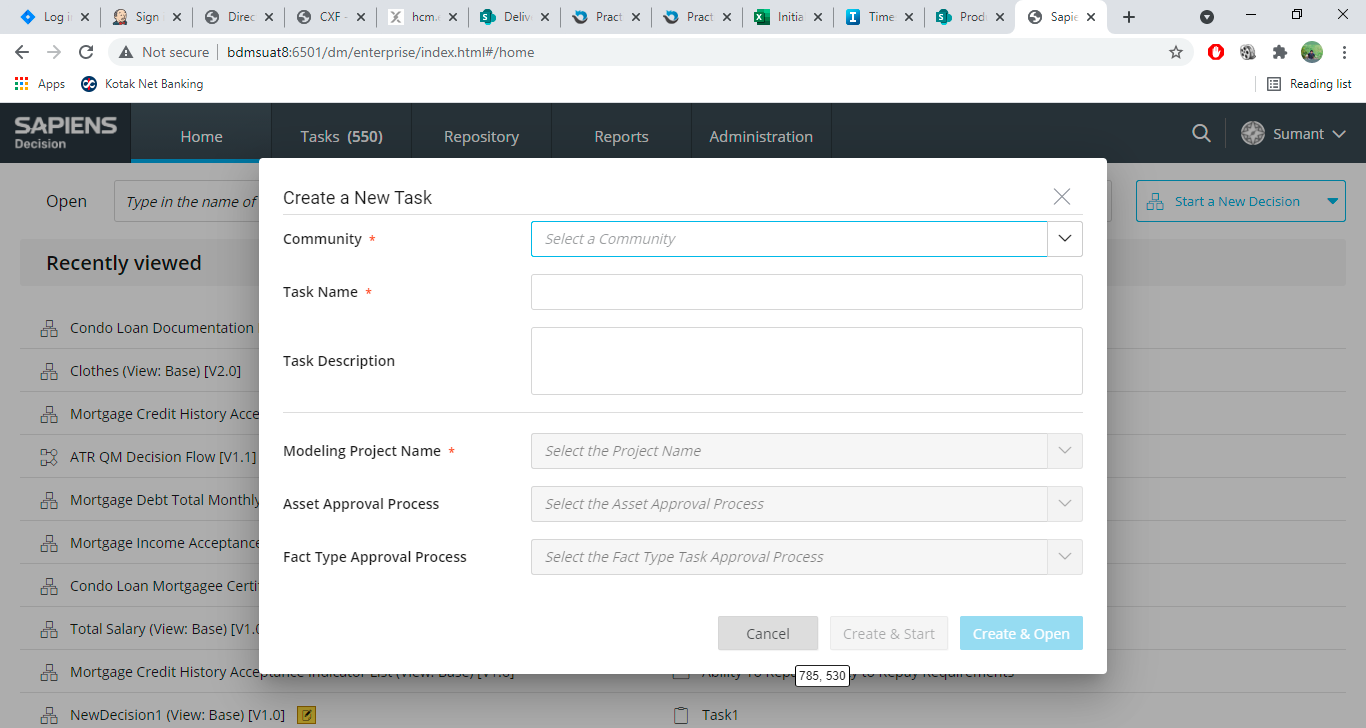 Log i
Sign
Direc
CXF -
hcm.
Deliv
Pract
Pract
Initia
Time
Prod
Sapie
Not secure
bdmsuat8:6501/dm/enterprise/index.html#/home
Apps
Kotak Net Banking
Reading list
SAPIENS
Decision
Home
Tasks (550)
Repository
Reports
Administration
Sumant
Open
Type in the name of
Start a New Decision
Recently viewed
Condo Loan Documentation
Clothes (View: Base) [V2.0]
Mortgage Credit History Acce
ATR QM Decision Flow [V1.1]
Mortgage Debt Total Monthly
Mortgage Income Acceptance
Condo Loan Mortgagee Certi
Total Salary (View: Base) [V1.0
Mortgage Credit History Acceptance Indicator List (View: Base) [V1.0]
NewDecision1 (View: Base) [V1.0]
Task1
Create a New Task
Community *
Select a Community
Task Name *
Task Description
Modeling Project Name *
Select the Project Name
Asset Approval Process
Select the Asset Approval Process
Fact Type Approval Process
Select the Fact Type Task Approval Process
Cancel
Create & Start
Create & Open
785, 530